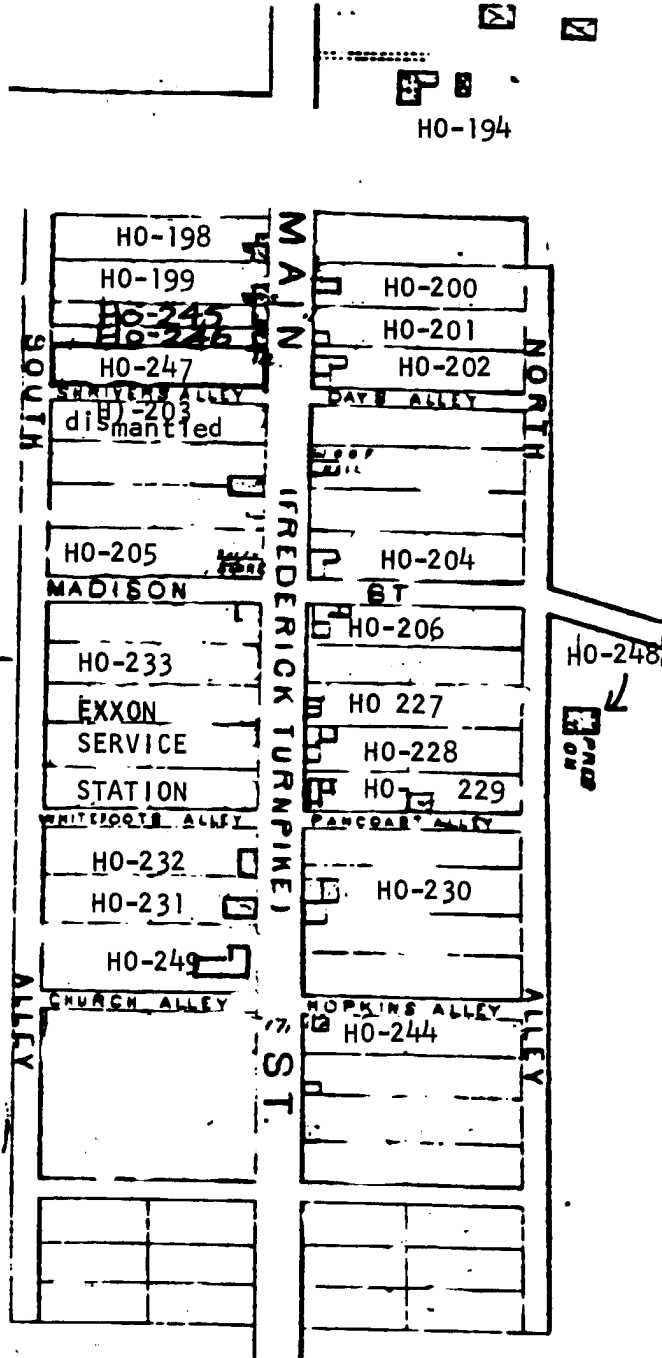 HO-194
MAIN
HO-198
HO-199
HO-200
O-245
HO-201
O-246
HO-202
HO-247
SOUTH
NORTH
SHRIVERS ALLEY
DAYS ALLEY
H)-203
dismantled
(FREDERICK TURNPIKE)
HO-205
STORE
HO-204
MADISON
ST
HO-206
HO-233
HO-248
EXXON
HO 227
SERVICE
HO-228
STATION
HO- 229
WHITEFOOTS ALLEY
PANCOAST ALLEY
HO-232
HO-231
HO-230
HO-249
CHURCH ALLEY
HOPKINS ALLEY
ALLEY
ALLEY
HO-244
ST.